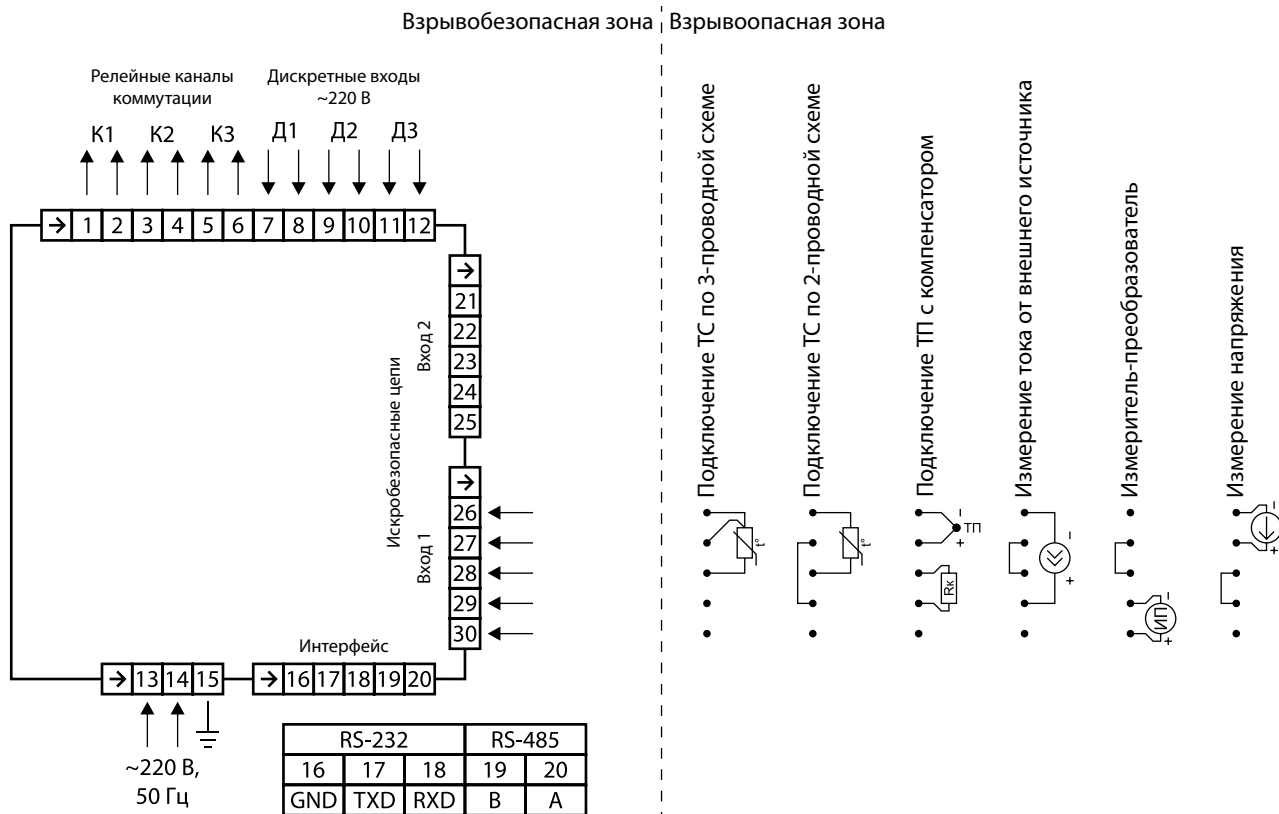 Взрывобезопасная зона
Взрывоопасная зона
Релейные каналы
коммутации
Дискретные входы
~220 В
К1 К2 К3 Д1 Д2 Д3
→ 1 2 3 4 5 6 7 8 9 10 11 12
→
21
22
23
24
25
Вход 2
Искробезопасные цепи
→
26
27
28
29
30
Вход 1
Интерфейс
→ 13 14 15
→ 16 17 18 19 20
~220 В,
50 Гц
RS-232 RS-485
16 17 18 19 20
GND TXD RXD B A
Подключение ТС по 3-проводной схеме
t°
Подключение ТС по 2-проводной схеме
t°
Подключение ТП с компенсатором
–
ТП
+
Rк
Измерение тока от внешнего источника
–
+
Измеритель-преобразователь
–
ИП
+
Измерение напряжения
–
+